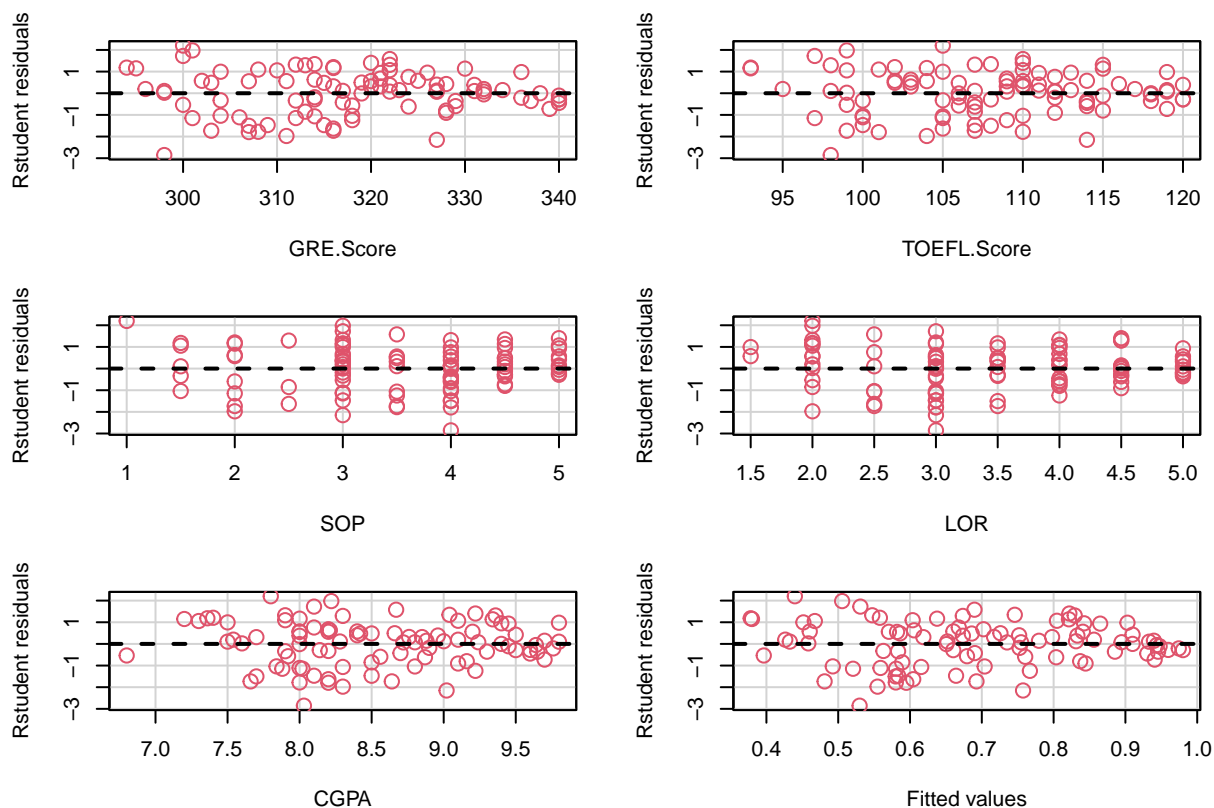 Rstudent residuals
1
−1
−3
300 310 320 330 340
GRE.Score
Rstudent residuals
1
−1
−3
95 100 105 110 115 120
TOEFL.Score
Rstudent residuals
1
−1
−3
1 2 3 4 5
SOP
Rstudent residuals
1
−1
−3
1.5 2.0 2.5 3.0 3.5 4.0 4.5 5.0
LOR
Rstudent residuals
1
−1
−3
7.0 7.5 8.0 8.5 9.0 9.5
CGPA
Rstudent residuals
1
−1
−3
0.4 0.5 0.6 0.7 0.8 0.9 1.0
Fitted values